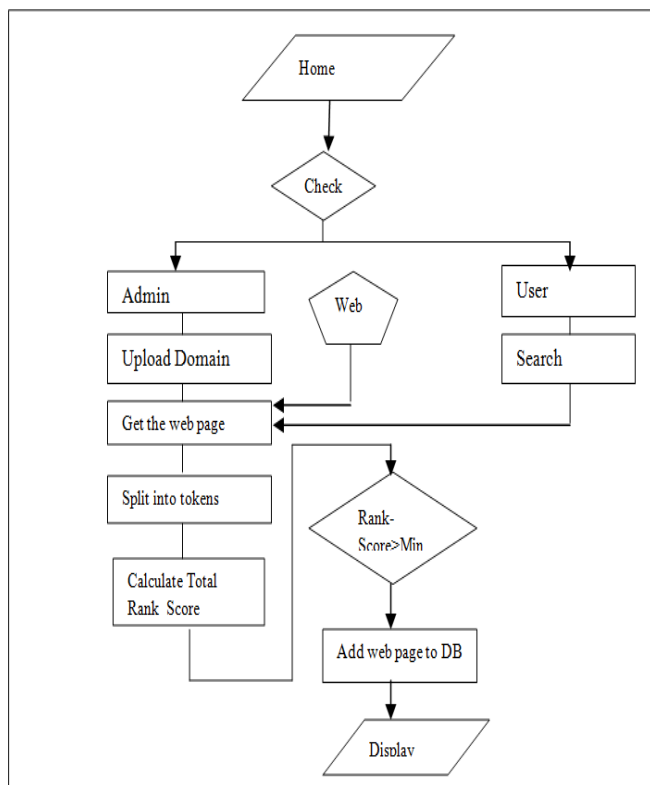 Home
Check
Admin
Web
User
Upload Domain
Search
Get the web page
Split into tokens
Rank-
Score>Min
Calculate Total
Rank Score
Add web page to DB
Display